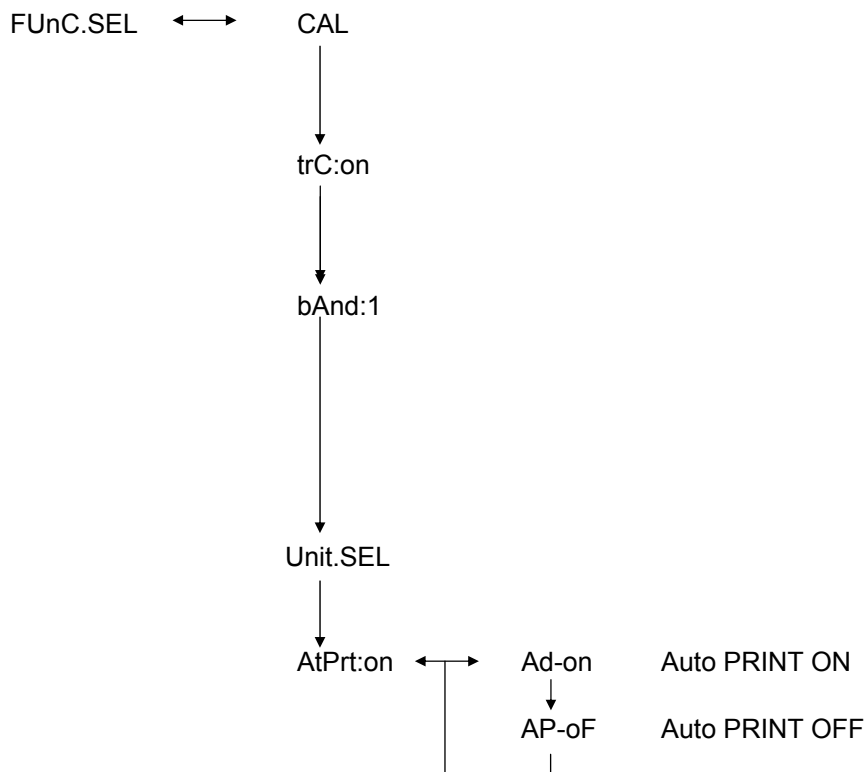 FUnC.SEL CAL
trC:on
bAnd:1
Unit.SEL
AtPrt:on Ad-on Auto PRINT ON
AP-oF Auto PRINT OFF